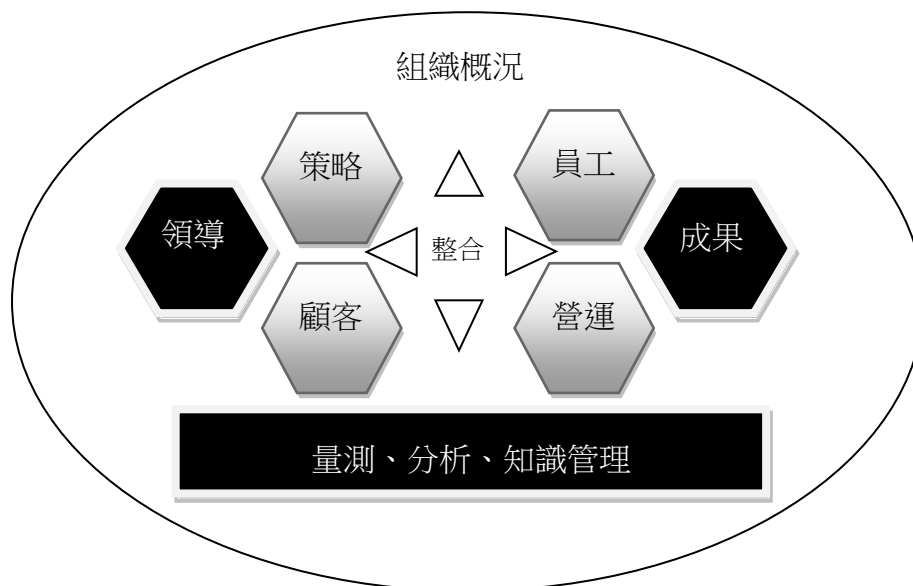 組織概況
策略
員工
領導
成果
整合
顧客
營運
量測、分析、知識管理